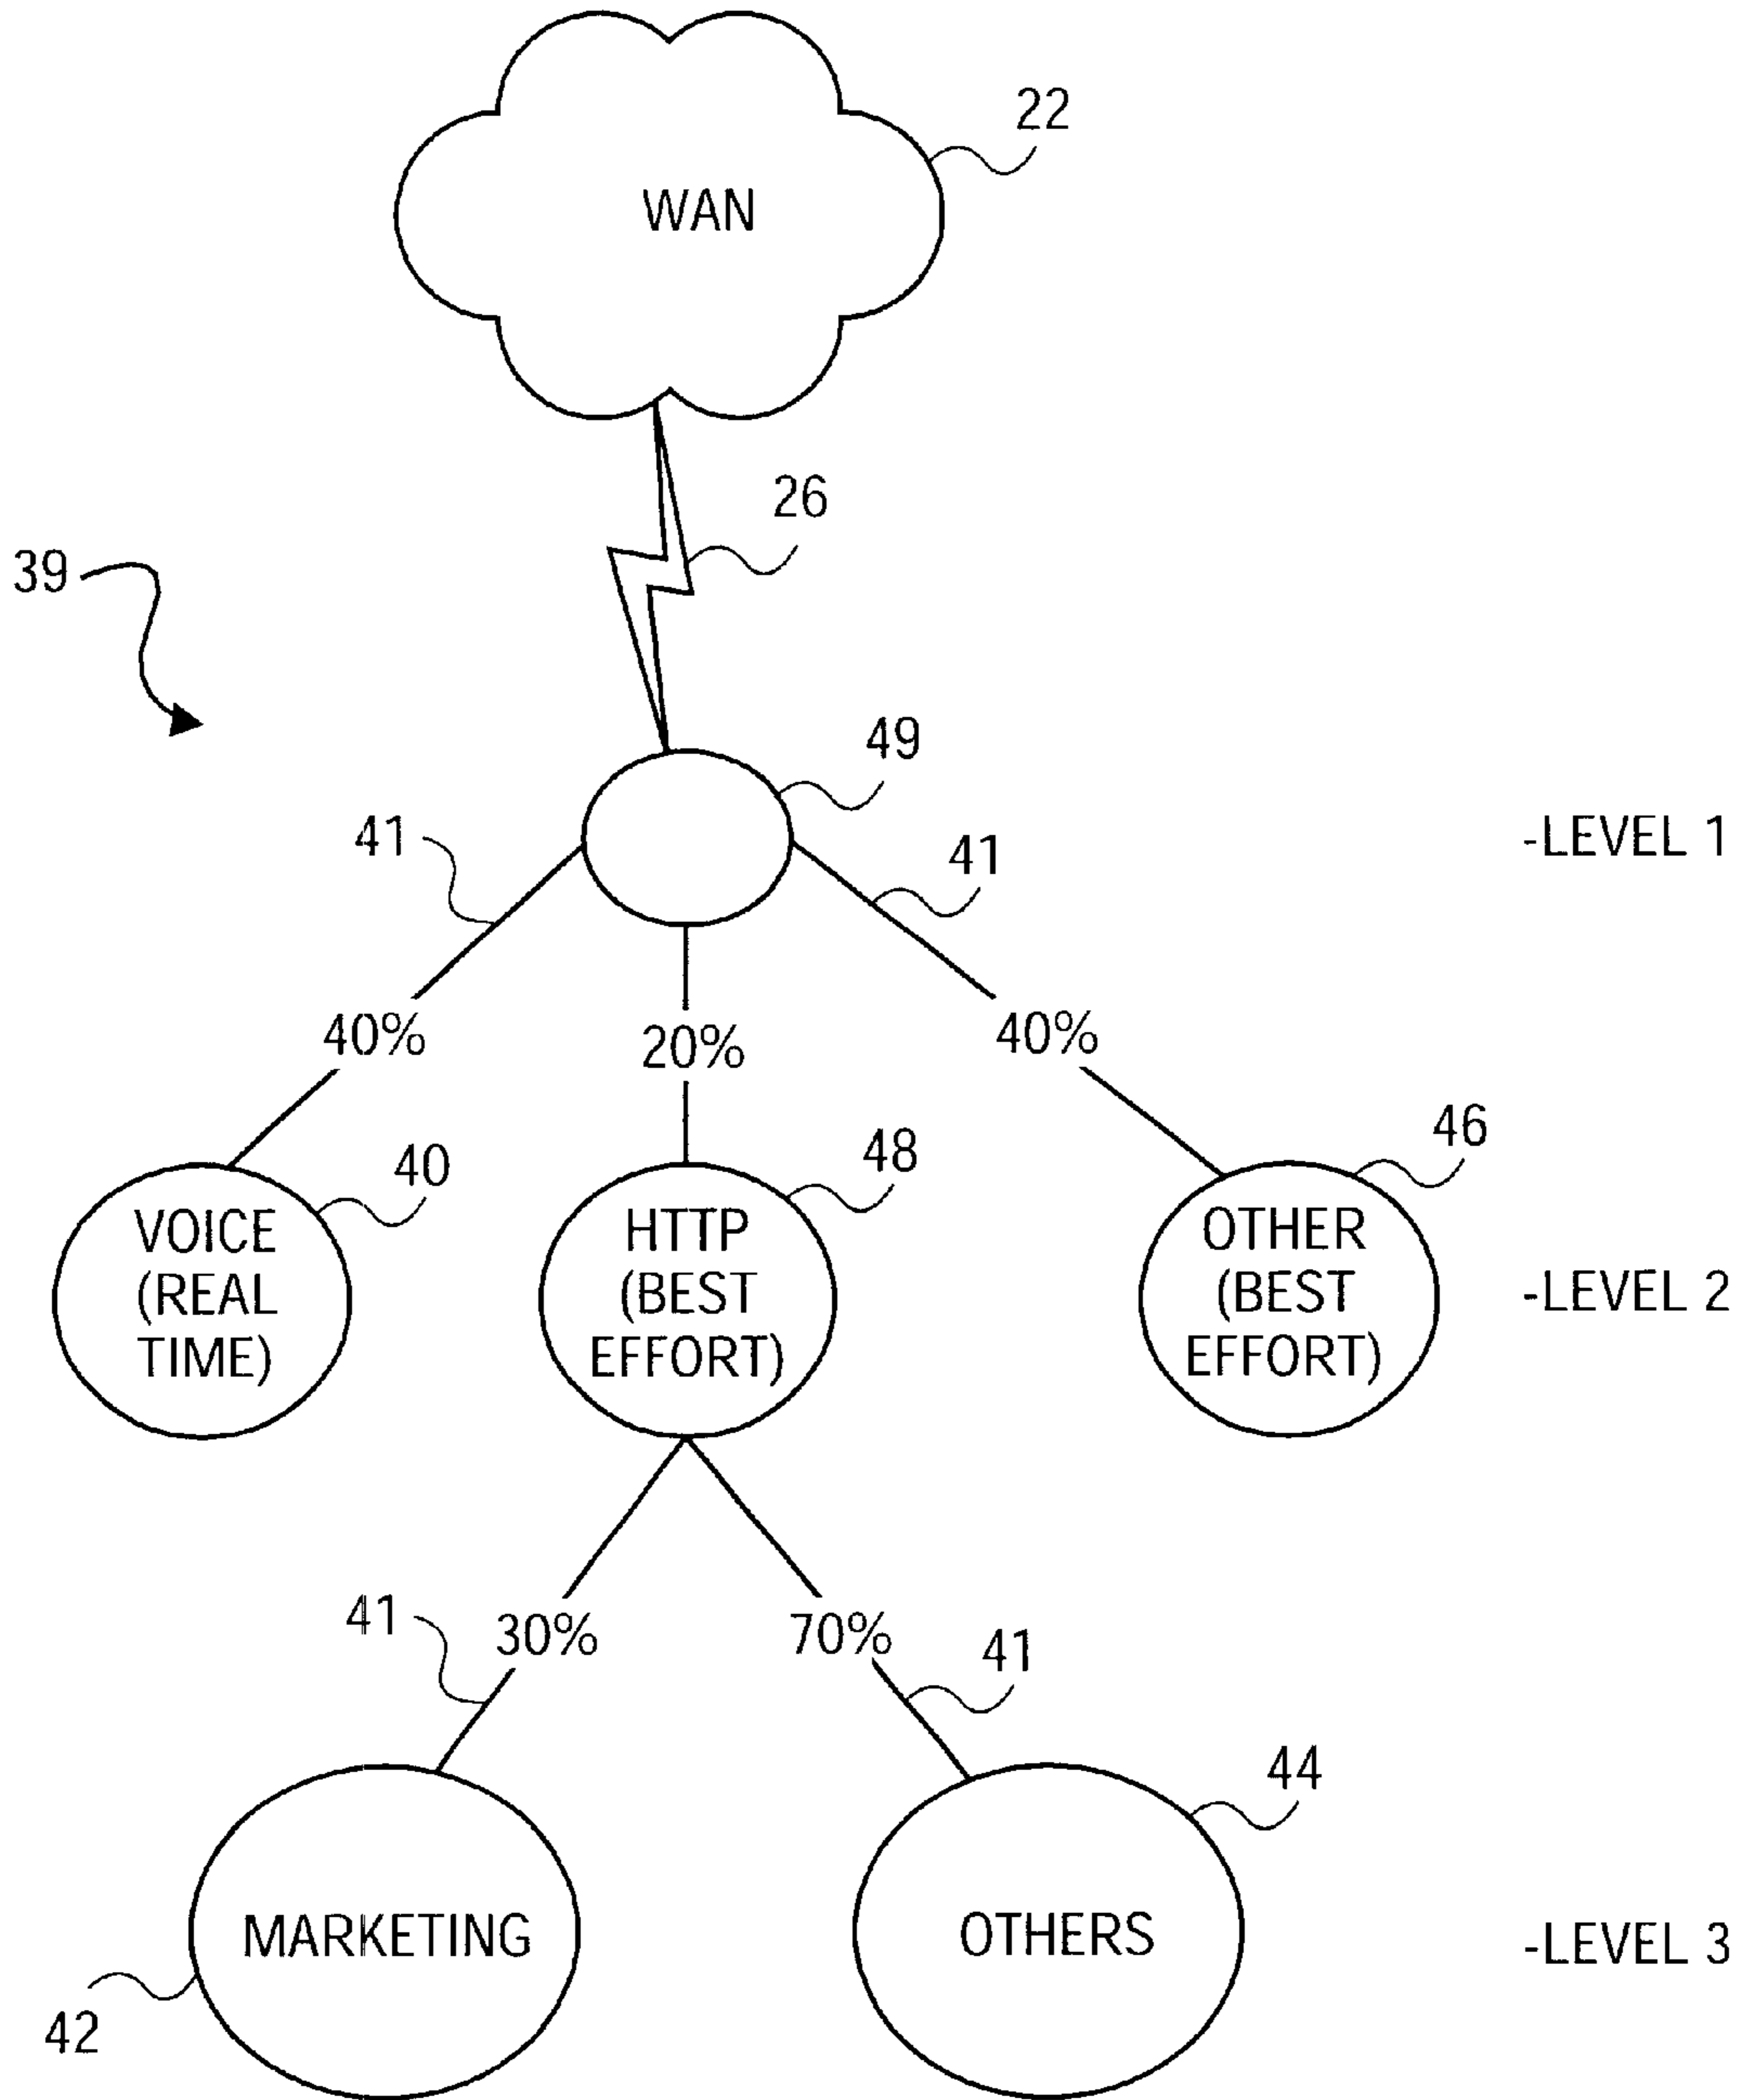 22
WAN
26
39
49
41
41
-LEVEL 1
40%
20%
40%
40
48
46
VOICE
(REAL
TIME)
HTTP
(BEST
EFFORT)
OTHER
(BEST
EFFORT)
-LEVEL 2
41
30%
70%
41
44
MARKETING
OTHERS
-LEVEL 3
42